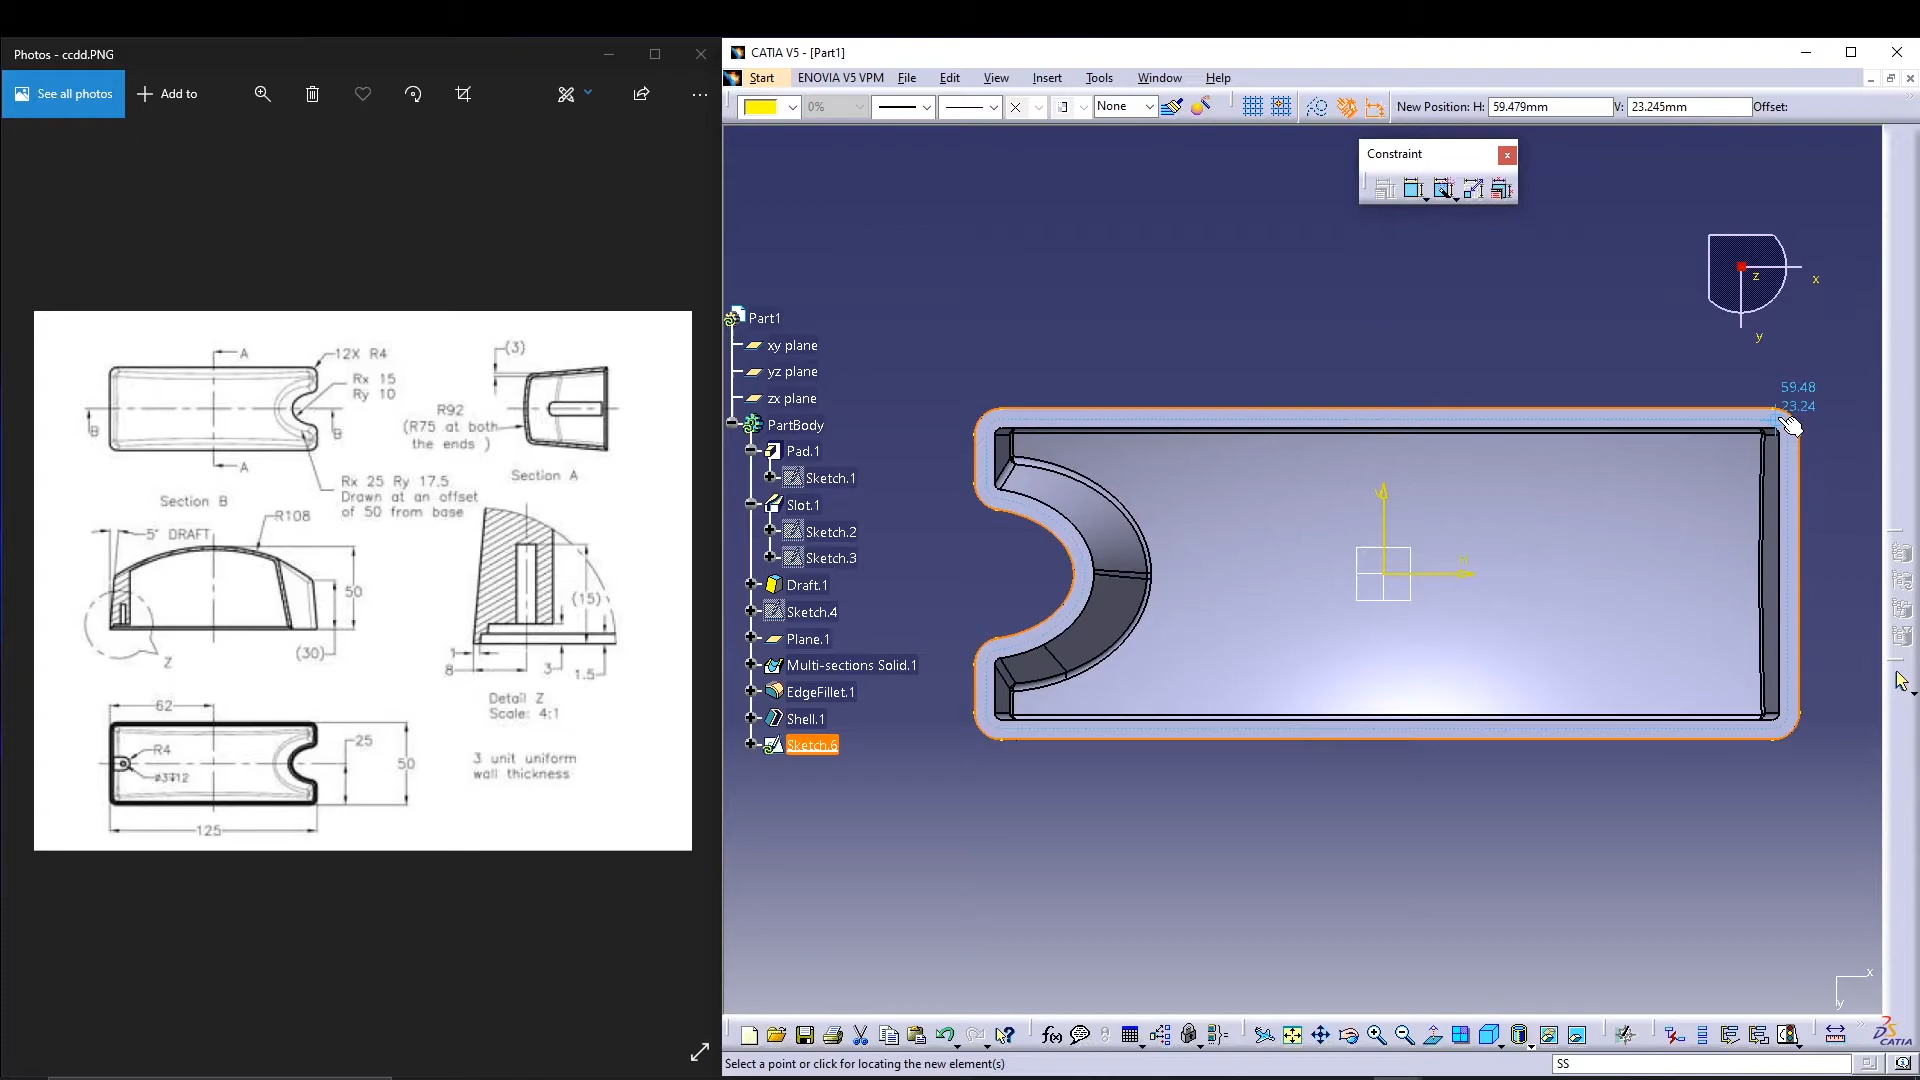 Photos - ccdd.PNG
See all photos
Add to
A
12X R4
Rx 15
Ry 10
B
B
A
Rx 25 Ry 17.5
Drawn at an offset
of 50 from base
(3)
R92
(R75 at both
the ends )
Section A
Section B
5° DRAFT
R108
50
(30)
Z
(15)
1
8
3
1.5
Detail Z
Scale: 4:1
62
R4
ø3↧12
25
50
125
3 unit uniform
wall thickness
CATIA V5 - [Part1]
Start
ENOVIA V5 VPM
File
Edit
View
Insert
Tools
Window
Help
0%
None
New Position: H:
59.479mm
V:
23.245mm
Offset:
Constraint
x
z
x
y
59.48
23.24
Part1
xy plane
yz plane
zx plane
PartBody
Pad.1
Sketch.1
Slot.1
Sketch.2
Sketch.3
Draft.1
Sketch.4
Plane.1
Multi-sections Solid.1
EdgeFillet.1
Shell.1
Sketch.6
V
H
x
y
f(x)
CATIA
Select a point or click for locating the new element(s)
SS